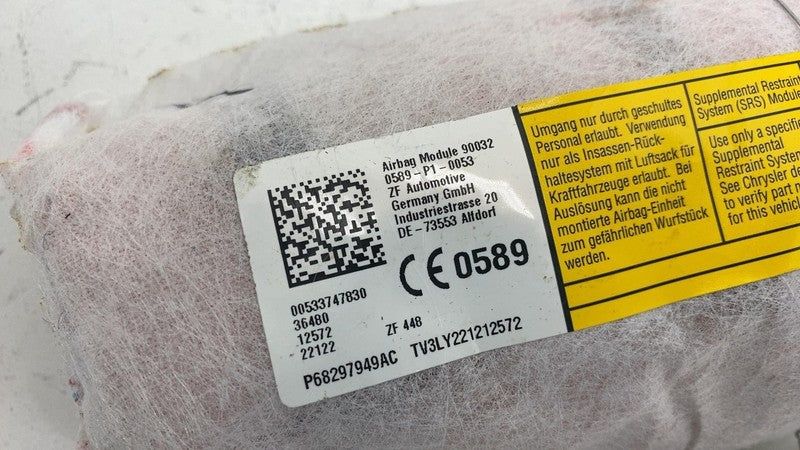 Airbag Module 90032
0589-P1-0053
ZF Automotive
Germany GmbH
Industriestrasse 20
DE-73553 Alfdorf
CE 0589
00533747830
36480
12572
22122
ZF 448
P68297949AC TV3LY221212572
Umgang nur durch geschultes
Personal erlaubt. Verwendung
nur als Insassen-Rück-
haltesystem mit Luftsack für
Kraftfahrzeuge erlaubt. Bei
Auslösung kann die nicht
montierte Airbag-Einheit
zum gefährlichen Wurfstück
werden.
Supplemental Restraint
System (SRS) Module
Use only a specifi
Supplemental
Restraint System
See Chrysler de
to verify part n
for this vehicl